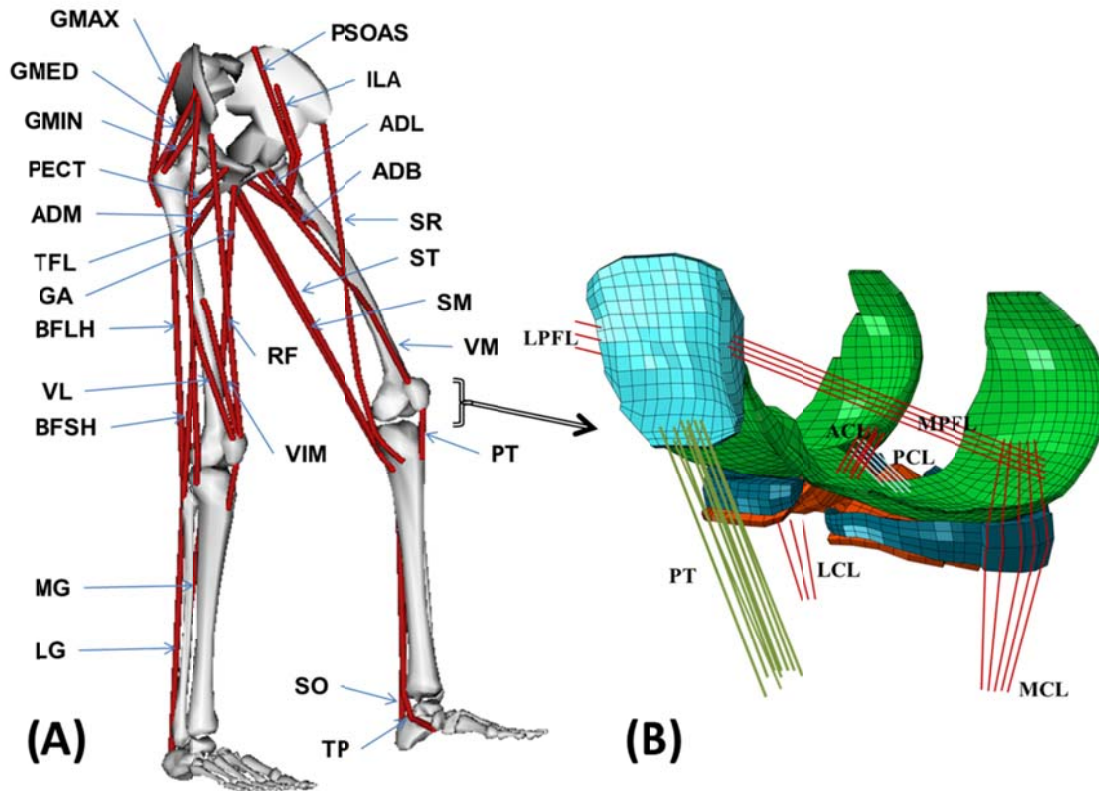 GMAX
GMED
GMIN
PECT
ADM
TFL
GA
BFLH
VL
BFSH
MG
LG
(A)
PSOAS
ILA
ADL
ADB
SR
ST
SM
VM
RF
VIM
PT
SO
TP
LPFL
ACL
MPFL
PCL
PT
LCL
MCL
(B)